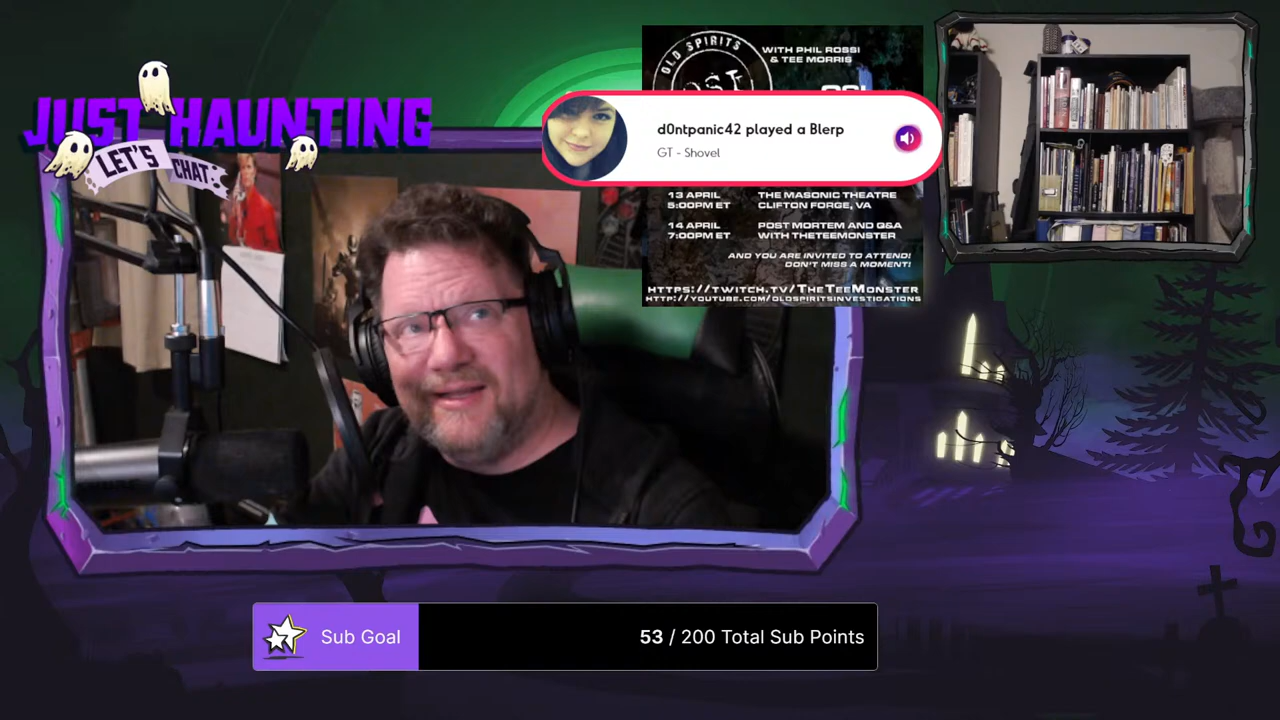 JUST HAUNTING
LET'S CHAT
OLD SPIRITS
WITH PHIL ROSSI
& TEE MORRIS
d0ntpanic42 played a Blerp
GT - Shovel
13 APRIL THE MASONIC THEATRE
5:00PM ET CLIFTON FORGE, VA
14 APRIL POST MORTEM AND Q&A
7:00PM ET WITH THETEEMONSTER
AND YOU ARE INVITED TO ATTEND!
DON'T MISS A MOMENT!
HTTPS://TWITCH.TV/THETEEMONSTER
HTTP://YOUTUBE.COM/OLDSPIRITSINVESTIGATIONS
Sub Goal 53 / 200 Total Sub Points